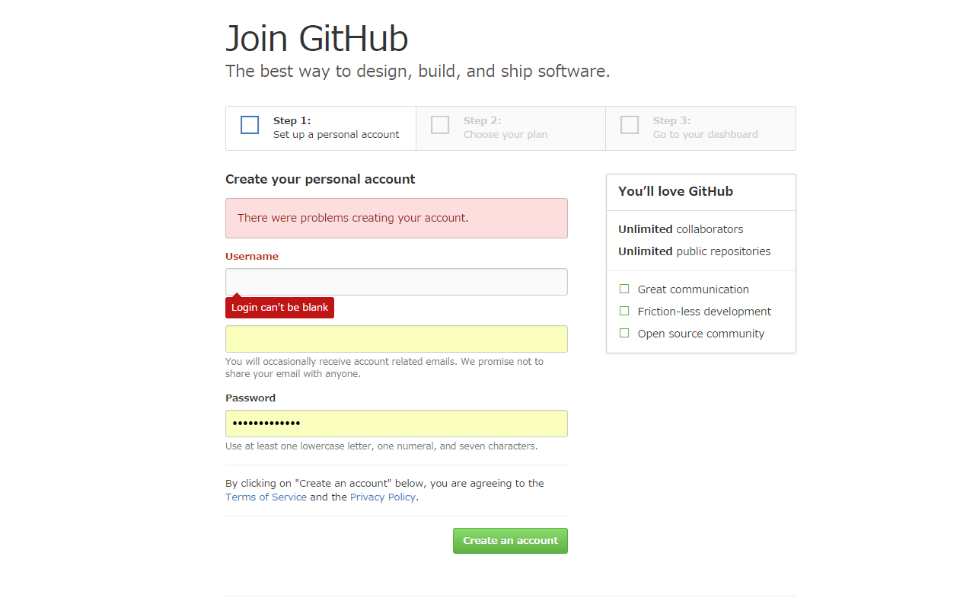 Join GitHub
The best way to design, build, and ship software.
Step 1:
Set up a personal account
Step 2:
Choose your plan
Step 3:
Go to your dashboard
Create your personal account
There were problems creating your account.
Username
Login can't be blank
You will occasionally receive account related emails. We promise not to
share your email with anyone.
Password
•••••••••••••
Use at least one lowercase letter, one numeral, and seven characters.
By clicking on "Create an account" below, you are agreeing to the
Terms of Service and the Privacy Policy.
Create an account
You'll love GitHub
Unlimited collaborators
Unlimited public repositories
Great communication
Friction-less development
Open source community